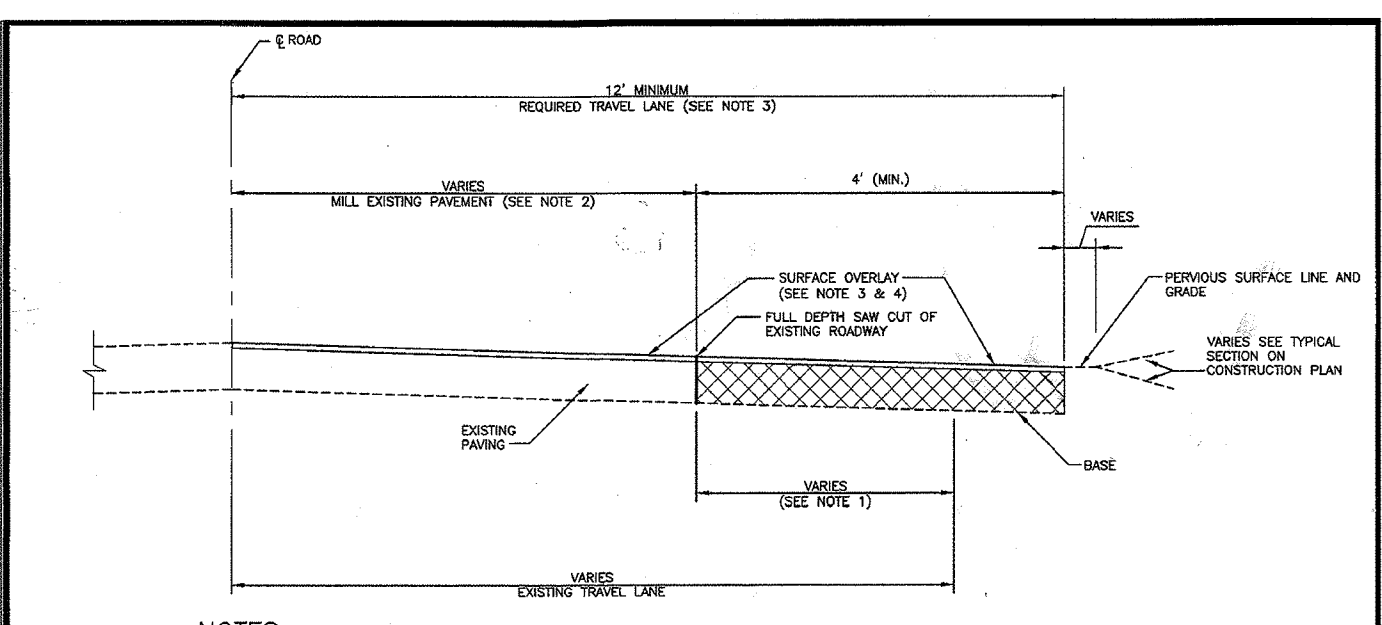 ℄ ROAD
12' MINIMUM
REQUIRED TRAVEL LANE (SEE NOTE 3)
VARIES
MILL EXISTING PAVEMENT (SEE NOTE 2)
4' (MIN.)
VARIES
SURFACE OVERLAY
(SEE NOTE 3 & 4)
PERVIOUS SURFACE LINE AND
GRADE
FULL DEPTH SAW CUT OF
EXISTING ROADWAY
VARIES SEE TYPICAL
SECTION ON
CONSTRUCTION PLAN
EXISTING
PAVING
BASE
VARIES
(SEE NOTE 1)
VARIES
EXISTING TRAVEL LANE
NOTES